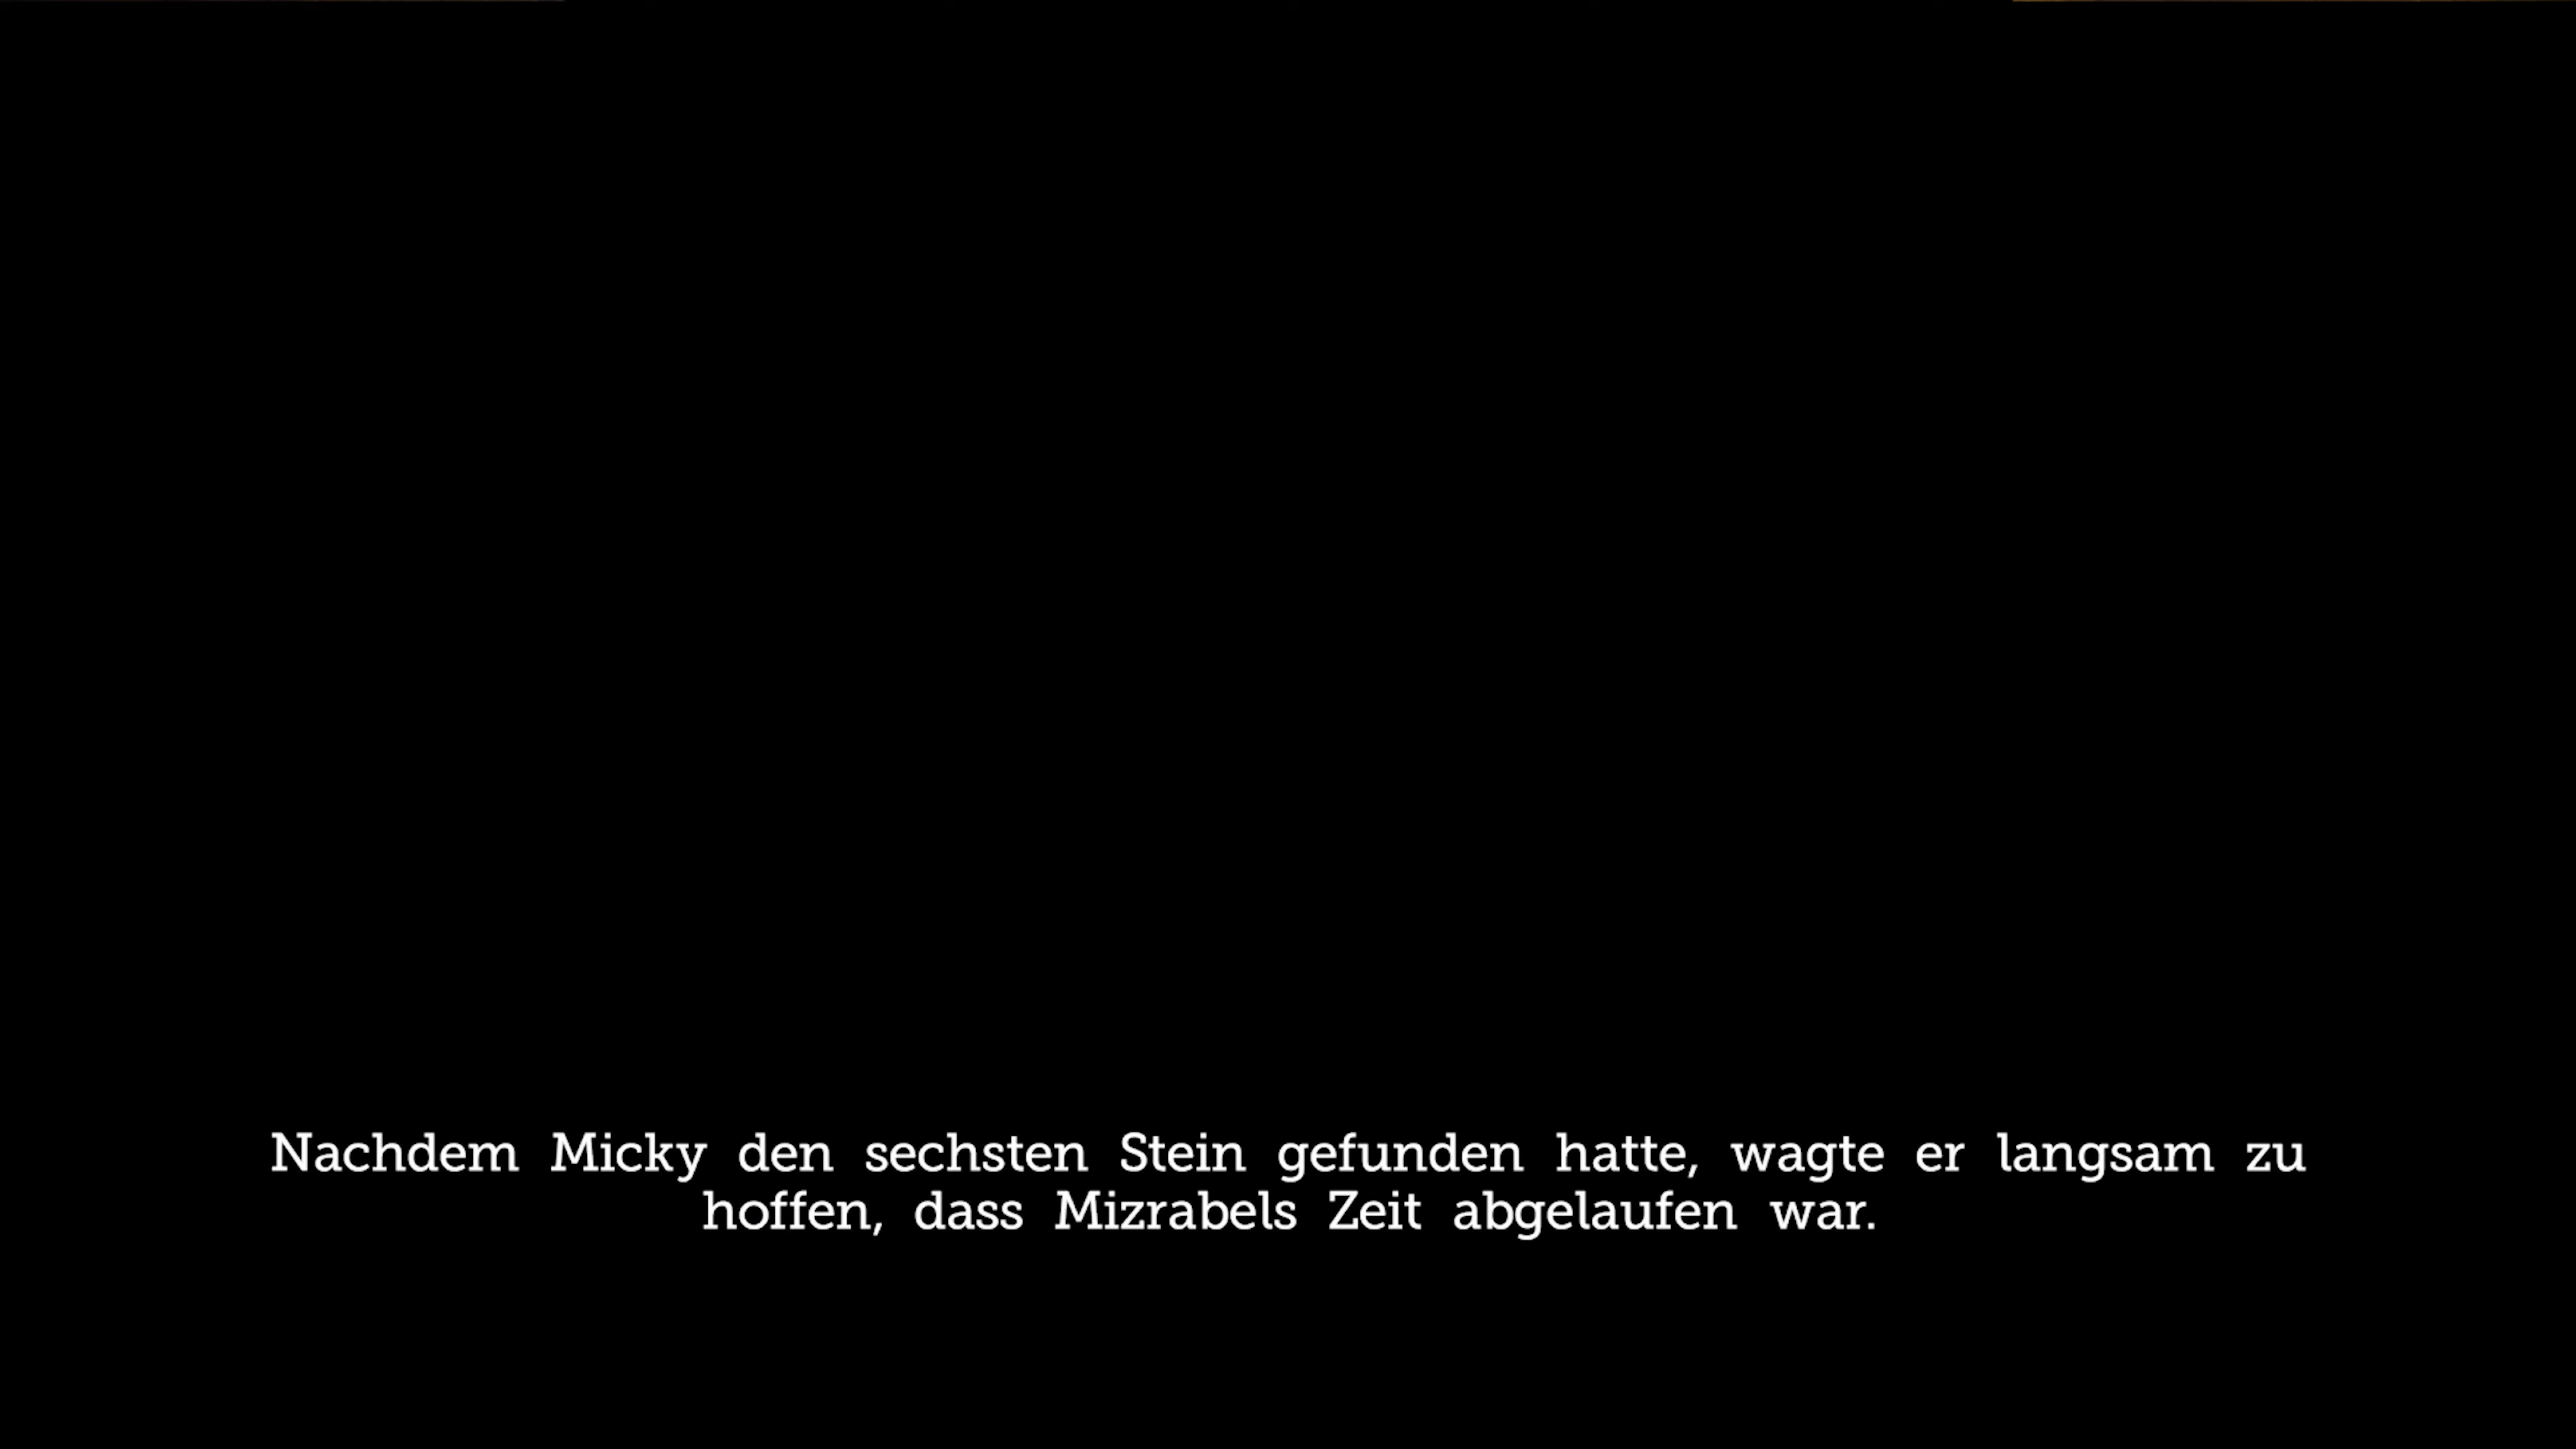 Nachdem Micky den sechsten Stein gefunden hatte, wagte er langsam zu
hoffen, dass Mizrabels Zeit abgelaufen war.